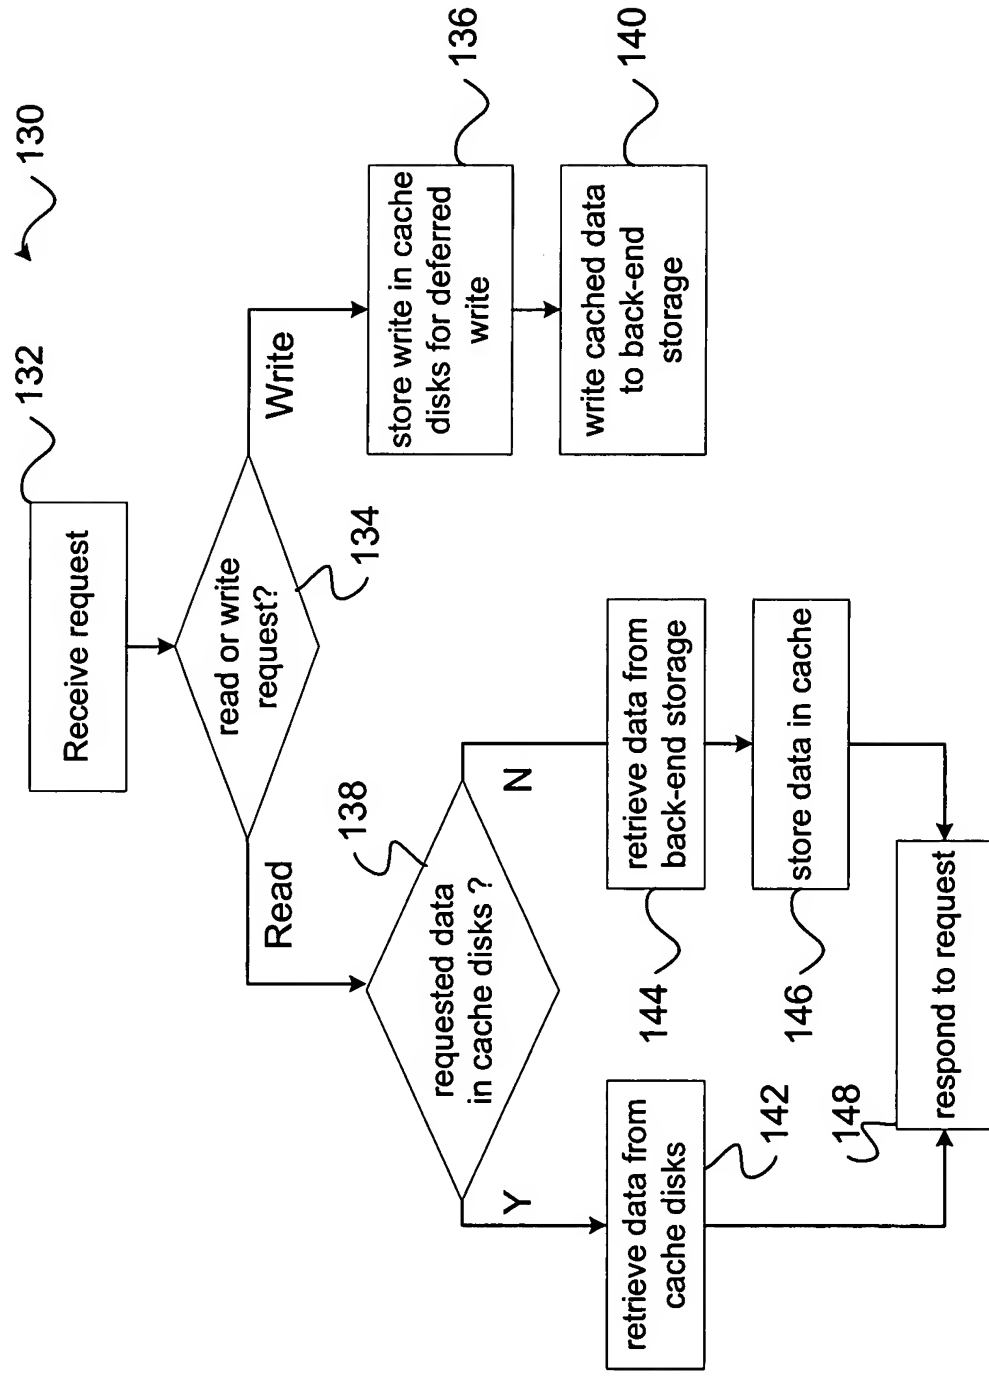 130
132
Receive request
read or write
request?
134
Read
Write
138
requested data
in cache disks ?
store write in cache
disks for deferred
write
136
Y
N
retrieve data from
cache disks
142
retrieve data from
back-end storage
144
write cached data
to back-end
storage
140
store data in cache
146
148
respond to request